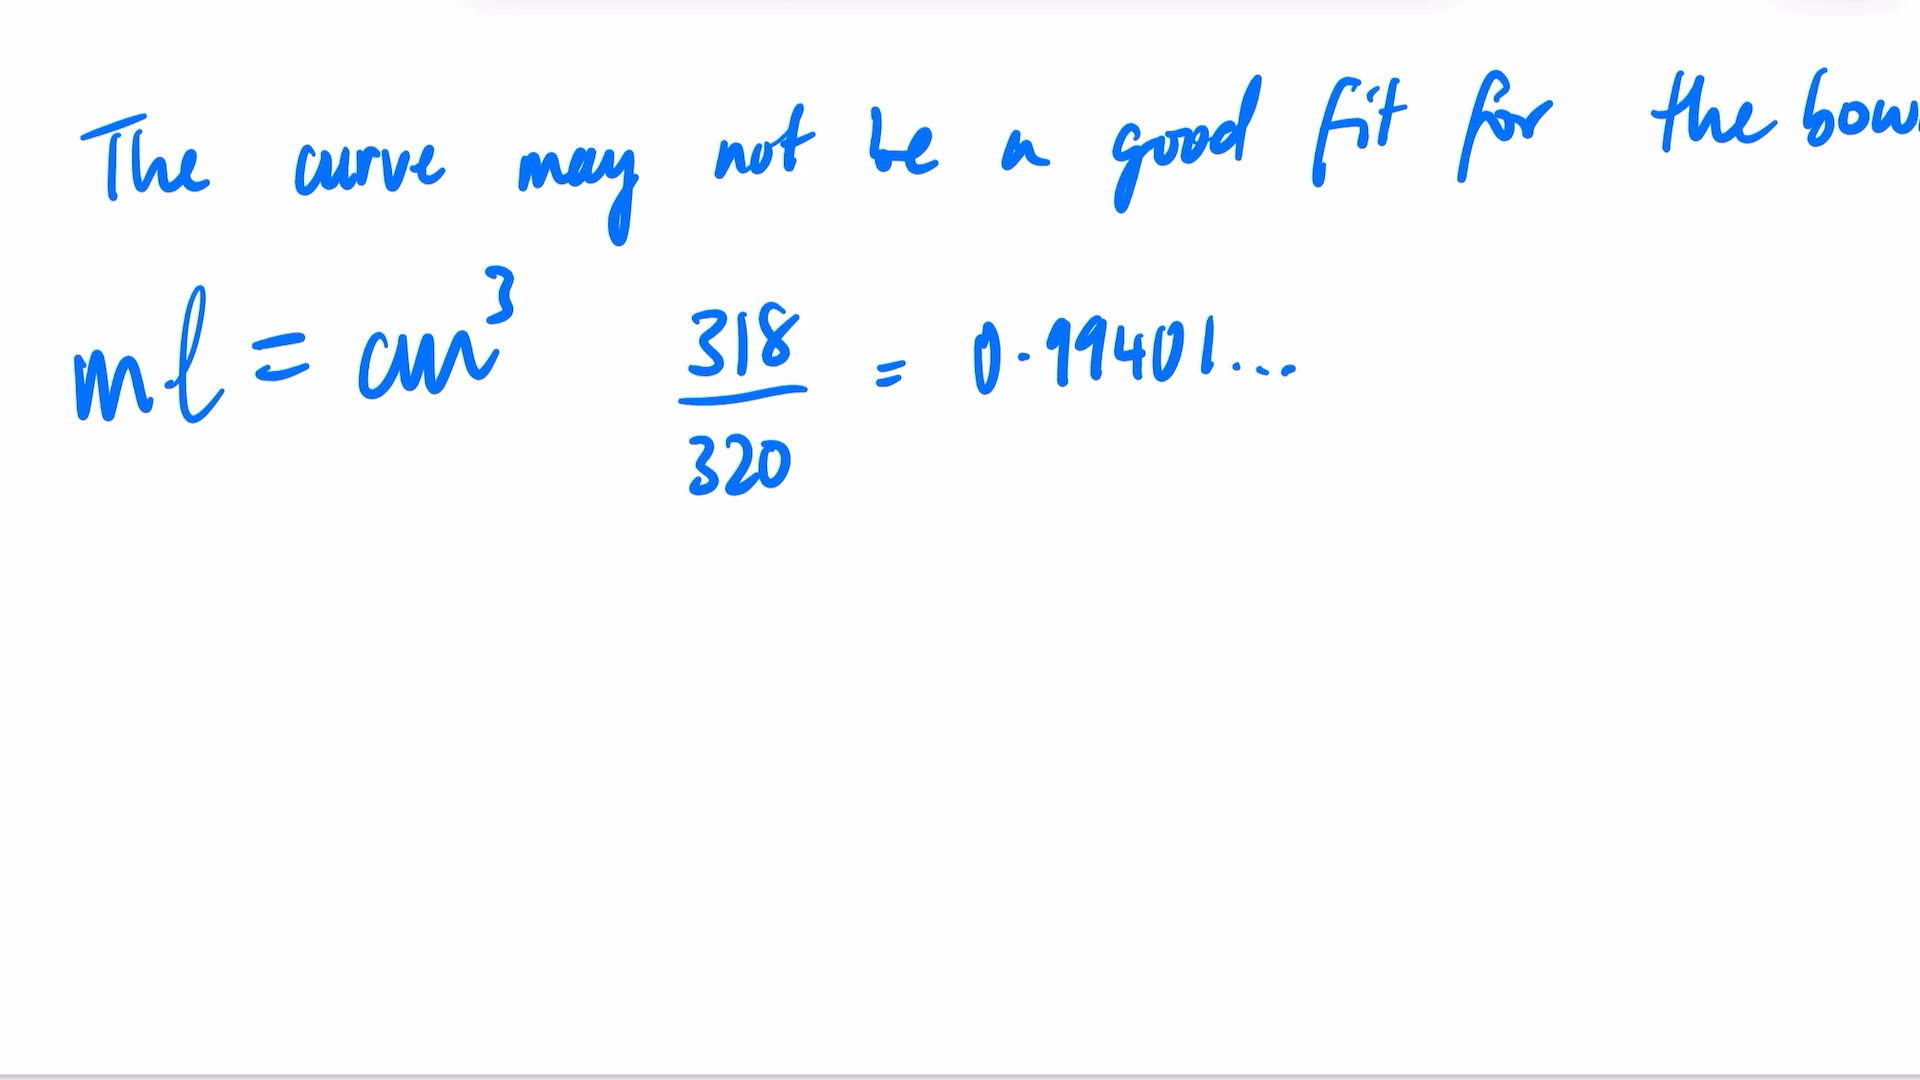 The curve may not be a good fit for the bow
ml = cm³ 318/320 = 0.99401...